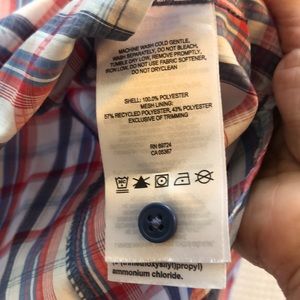 MACHINE WASH COLD GENTLE,
WASH SEPARATELY, DO NOT BLEACH,
TUMBLE DRY LOW, REMOVE PROMPTLY,
IRON LOW, DO NOT USE FABRIC SOFTENER,
DO NOT DRYCLEAN
SHELL: 100.0% POLYESTER
MESH LINING:
57% RECYCLED POLYESTER, 43% POLYESTER
EXCLUSIVE OF TRIMMING
RN 69724
CA 05367
ammonium chloride.